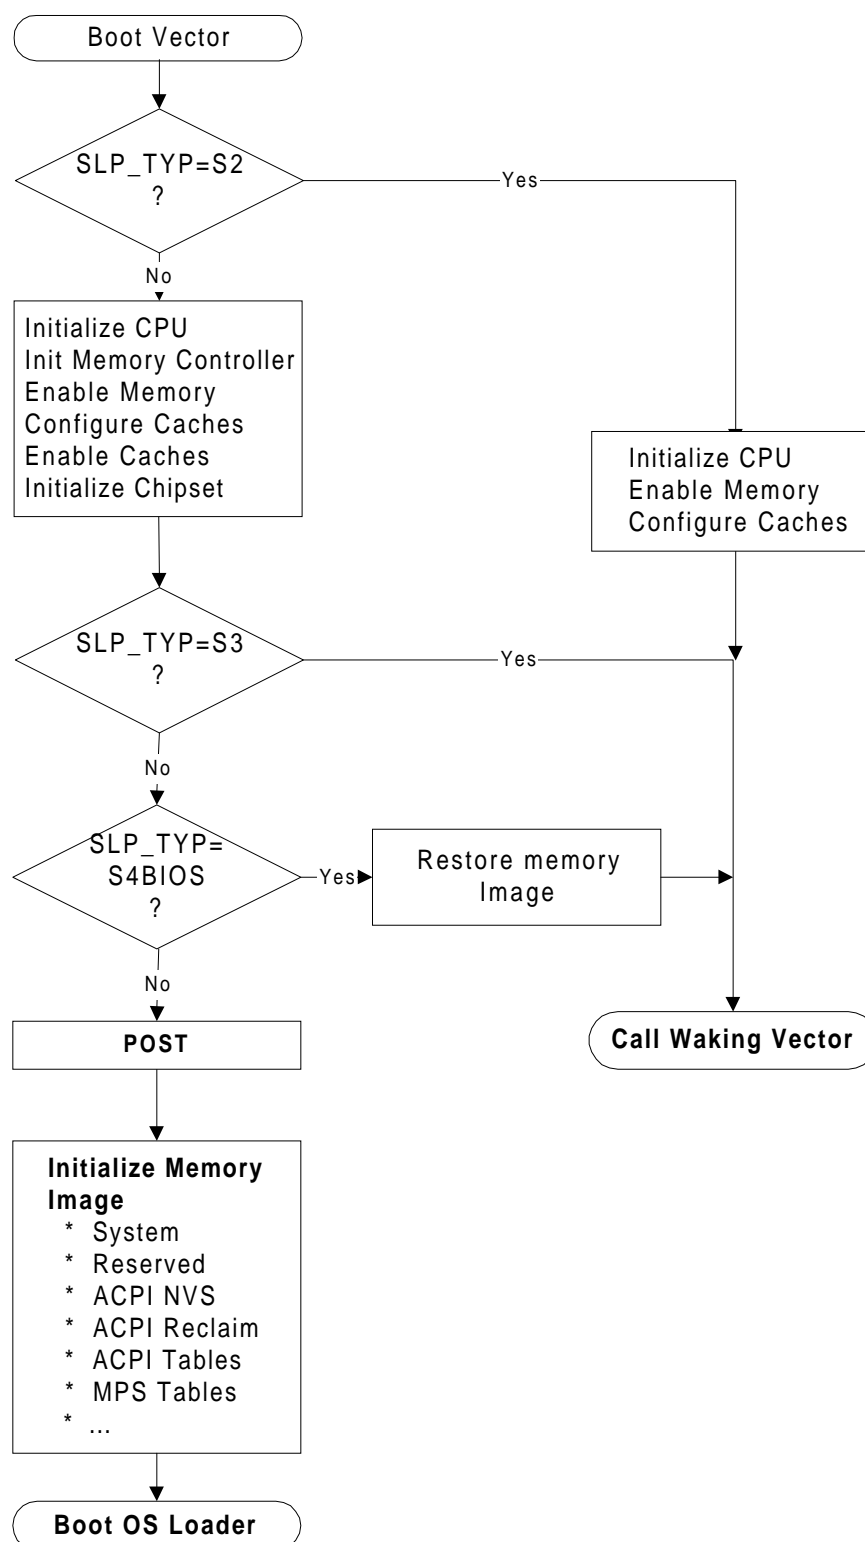 Boot Vector
SLP_TYP=S2
?
Yes
No
Initialize CPU
Init Memory Controller
Enable Memory
Configure Caches
Enable Caches
Initialize Chipset
Initialize CPU
Enable Memory
Configure Caches
SLP_TYP=S3
?
Yes
No
SLP_TYP=
S4BIOS
?
Yes
Restore memory
Image
No
POST
Call Waking Vector
Initialize Memory
Image
* System
* Reserved
* ACPI NVS
* ACPI Reclaim
* ACPI Tables
* MPS Tables
* ...
Boot OS Loader